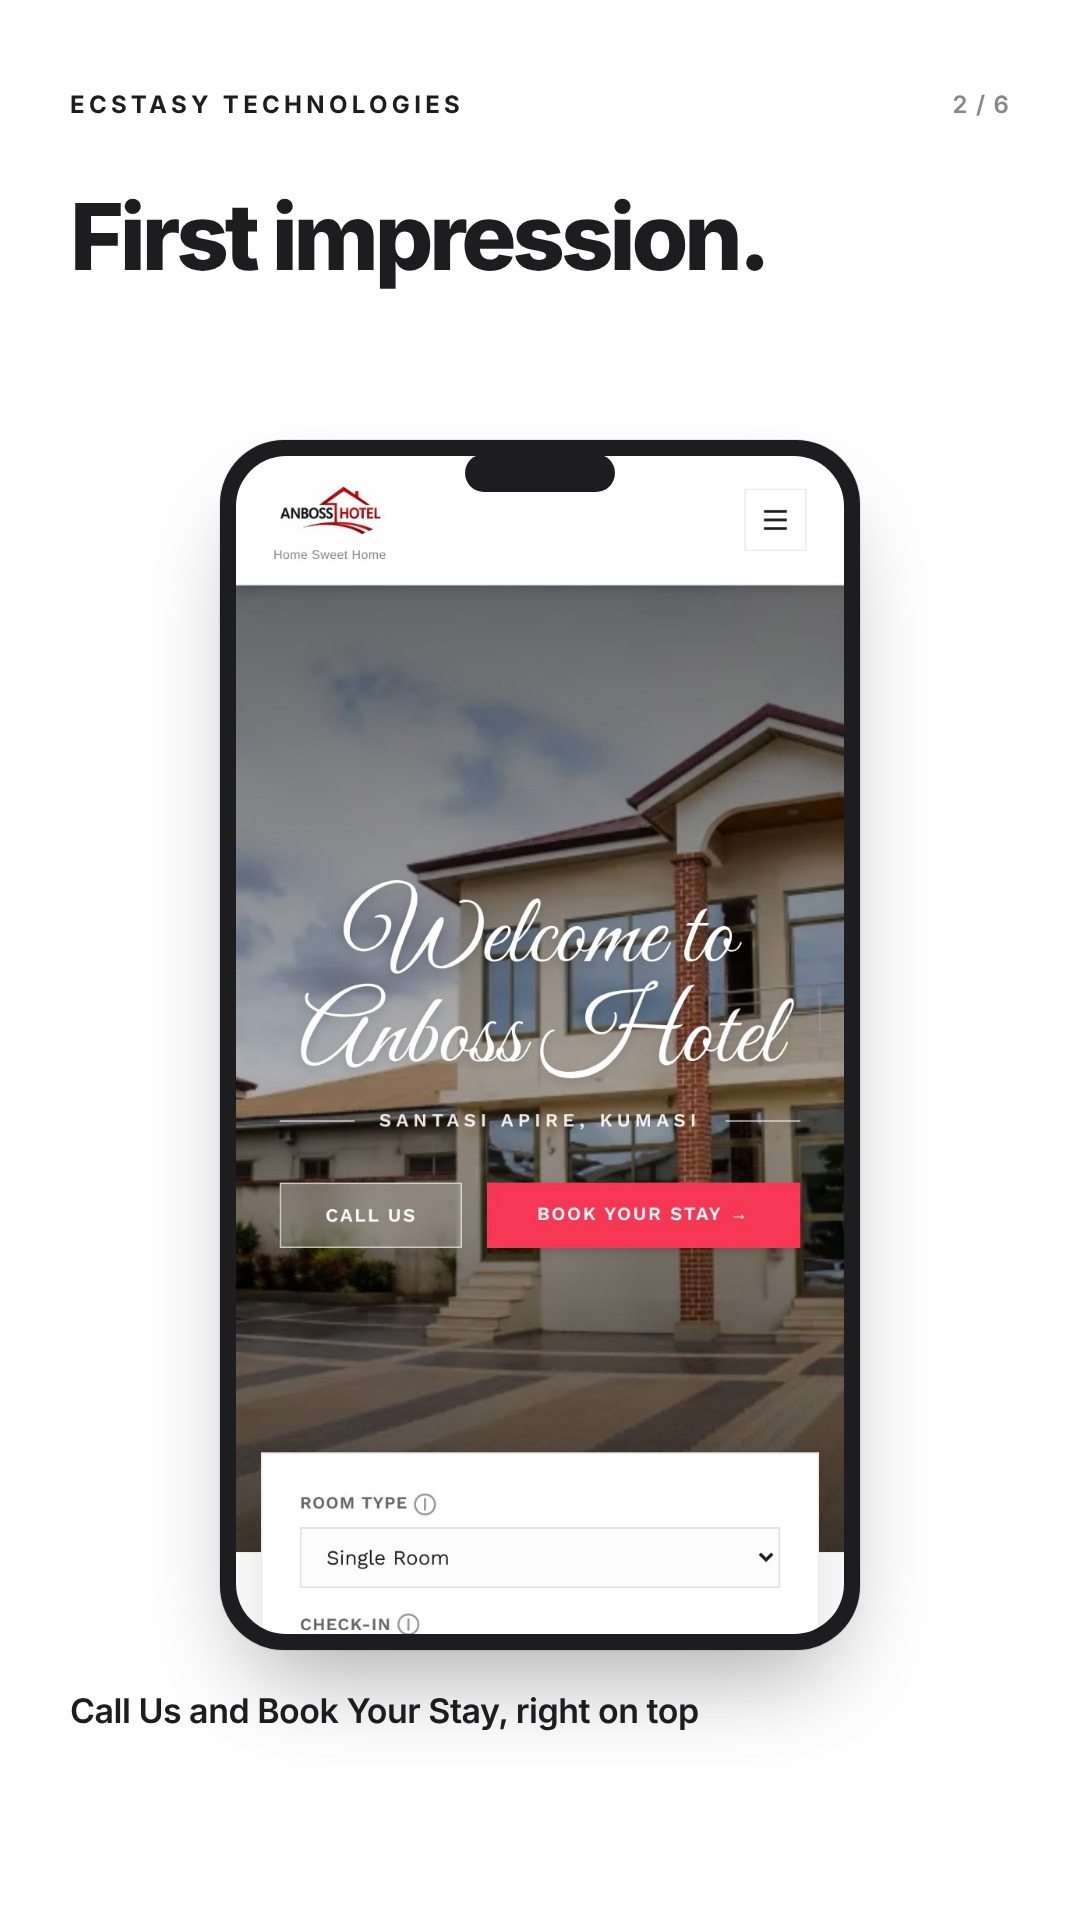 ECSTASY TECHNOLOGIES
2 / 6
First impression.
ANBOSS HOTEL
Home Sweet Home
Welcome to
Anboss Hotel
SANTASI APIRE, KUMASI
CALL US
BOOK YOUR STAY →
ROOM TYPE
Single Room
CHECK-IN
Call Us and Book Your Stay, right on top